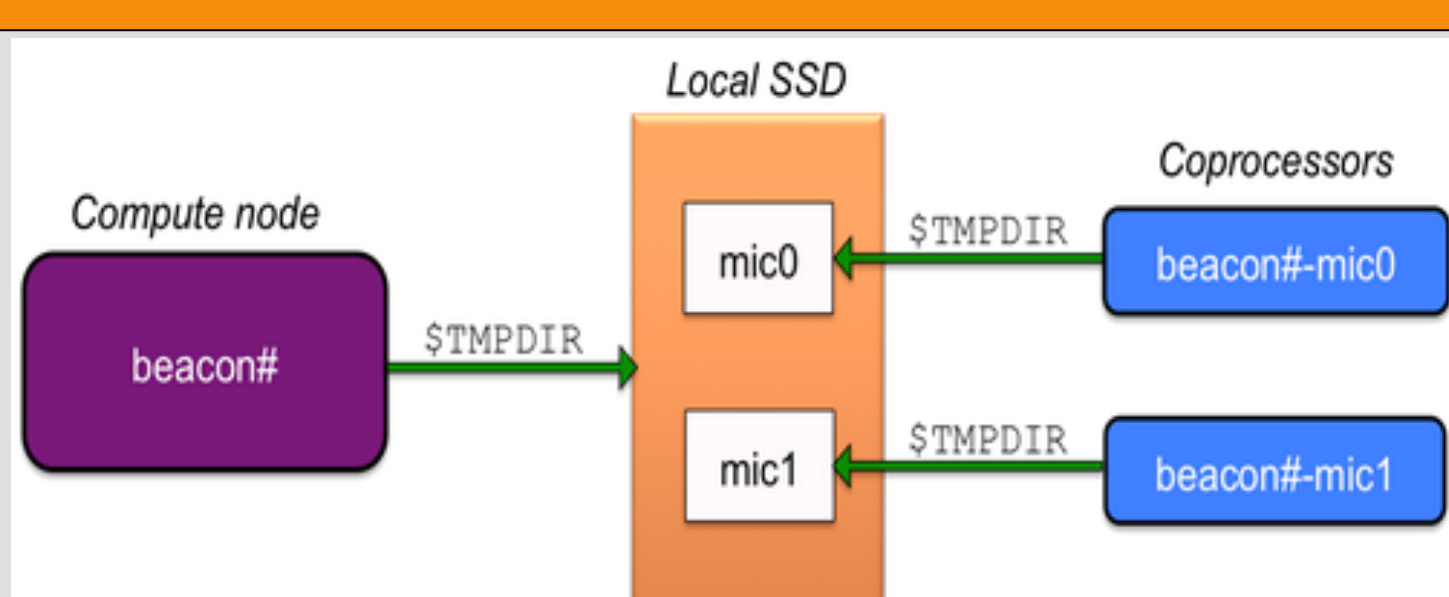 Local SSD
Coprocessors
Compute node
$TMPDIR
mic0
beacon#-mic0
$TMPDIR
beacon#
$TMPDIR
mic1
beacon#-mic1